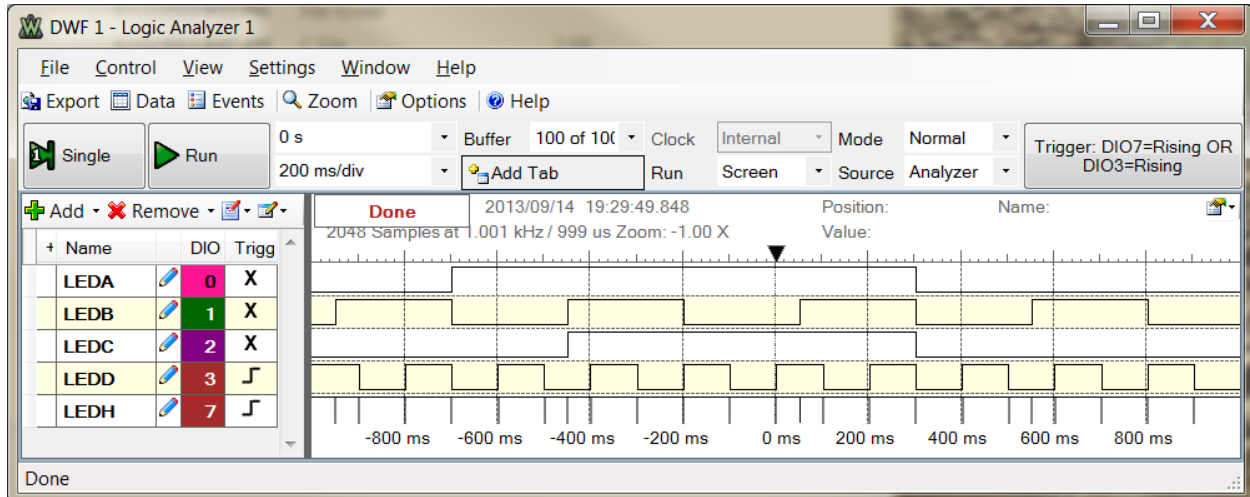 DWF 1 - Logic Analyzer 1
File Control View Settings Window Help
Export Data Events Zoom Options Help
Single Run
0 s Buffer 100 of 10( Clock Internal Mode Normal
200 ms/div Add Tab Run Screen Source Analyzer
Trigger: DIO7=Rising OR
DIO3=Rising
Add Remove
Done 2013/09/14 19:29:49.848 Position: Name:
2048 Samples at 1.001 kHz / 999 us Zoom: -1.00 X Value:
+ Name DIO Trigg
LEDA 0 X
LEDB 1 X
LEDC 2 X
LEDD 3
LEDH 7
-800 ms -600 ms -400 ms -200 ms 0 ms 200 ms 400 ms 600 ms 800 ms
Done